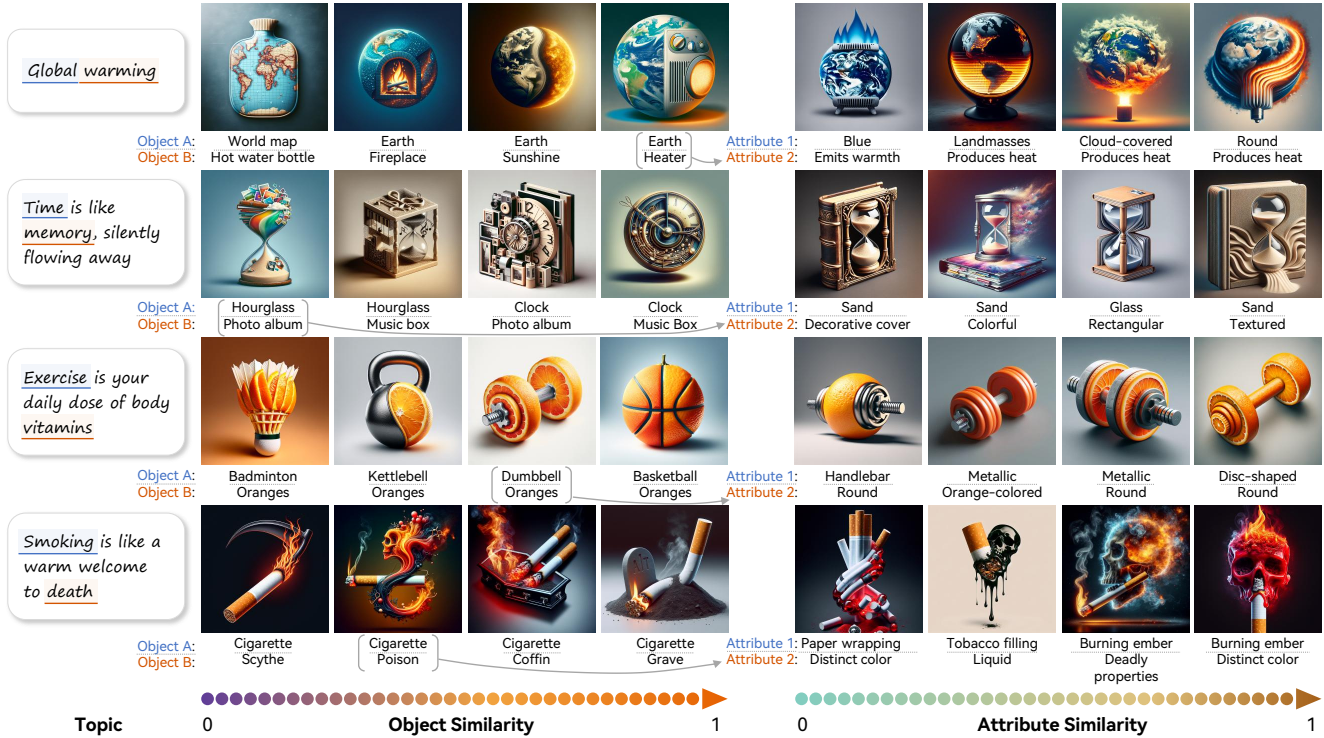 Global warming
Object A: World map Earth Earth Earth Attribute 1: Blue Landmasses Cloud-covered Round
Object B: Hot water bottle Fireplace Sunshine Heater Attribute 2: Emits warmth Produces heat Produces heat Produces heat
Time is like
memory, silently
flowing away
Object A: Hourglass Hourglass Clock Clock Attribute 1: Sand Sand Glass Sand
Object B: Photo album Music box Photo album Music Box Attribute 2: Decorative cover Colorful Rectangular Textured
Exercise is your
daily dose of body
vitamins
Object A: Badminton Kettlebell Dumbbell Basketball Attribute 1: Handlebar Metallic Metallic Disc-shaped
Object B: Oranges Oranges Oranges Oranges Attribute 2: Round Orange-colored Round Round
Smoking is like a
warm welcome
to death
Object A: Cigarette Cigarette Cigarette Cigarette Attribute 1: Paper wrapping Tobacco filling Burning ember Burning ember
Object B: Scythe Poison Coffin Grave Attribute 2: Distinct color Liquid Deadly Distinct color
properties
Topic 0 Object Similarity 1 0 Attribute Similarity 1